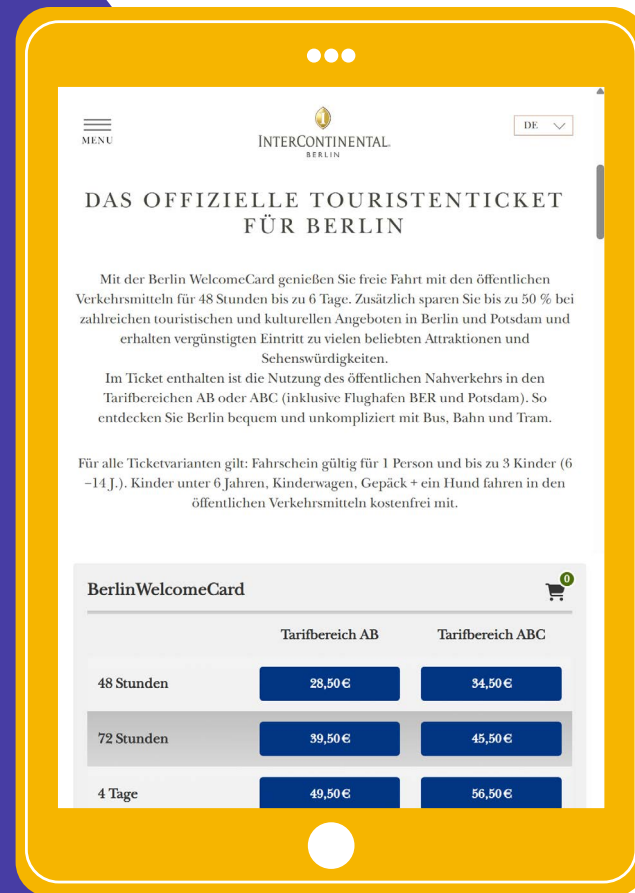 MENU
INTERCONTINENTAL.
BERLIN
DE
DAS OFFIZIELLE TOURISTENTICKET
FÜR BERLIN
Mit der Berlin WelcomeCard genießen Sie freie Fahrt mit den öffentlichen
Verkehrsmitteln für 48 Stunden bis zu 6 Tage. Zusätzlich sparen Sie bis zu 50 % bei
zahlreichen touristischen und kulturellen Angeboten in Berlin und Potsdam und
erhalten vergünstigten Eintritt zu vielen beliebten Attraktionen und
Sehenswürdigkeiten.
Im Ticket enthalten ist die Nutzung des öffentlichen Nahverkehrs in den
Tarifbereichen AB oder ABC (inklusive Flughafen BER und Potsdam). So
entdecken Sie Berlin bequem und unkompliziert mit Bus, Bahn und Tram.
Für alle Ticketvarianten gilt: Fahrschein gültig für 1 Person und bis zu 3 Kinder (6
–14 J.). Kinder unter 6 Jahren, Kinderwagen, Gepäck + ein Hund fahren in den
öffentlichen Verkehrsmitteln kostenfrei mit.
BerlinWelcomeCard 0
Tarifbereich AB Tarifbereich ABC
48 Stunden 28,50 € 34,50 €
72 Stunden 39,50 € 45,50 €
4 Tage 49,50 € 56,50 €